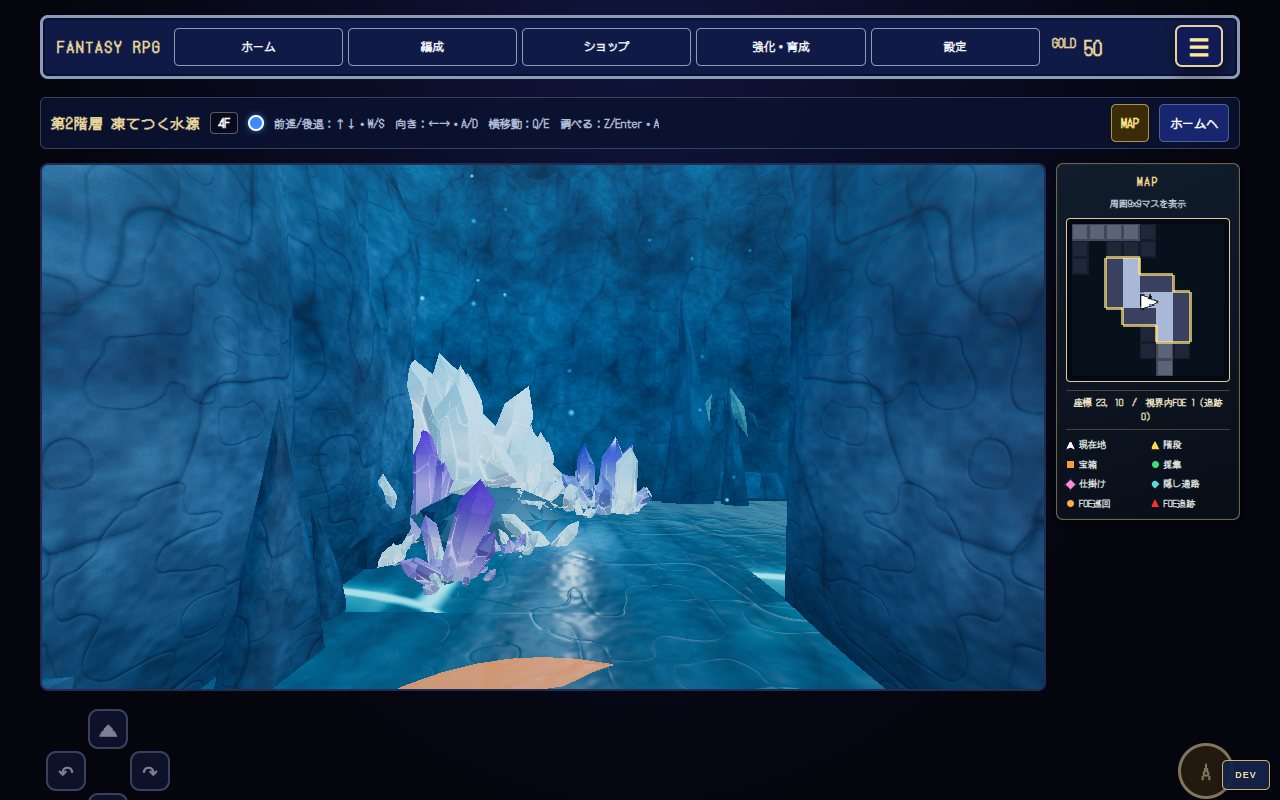 FANTASY RPG
ホーム
編成
ショップ
強化・育成
設定
GOLD 50
第2階層 凍てつく水源
4F
前進/後退：↑↓・W/S 向き：←→・A/D 横移動：Q/E 調べる：Z/Enter・A
MAP
ホームへ
MAP
周囲9x9マスを表示
座標 23, 10 / 視界内FOE 1（追跡
0）
現在地
階段
宝箱
採集
仕掛け
隠し通路
FOE巡回
FOE追跡
A
DEV